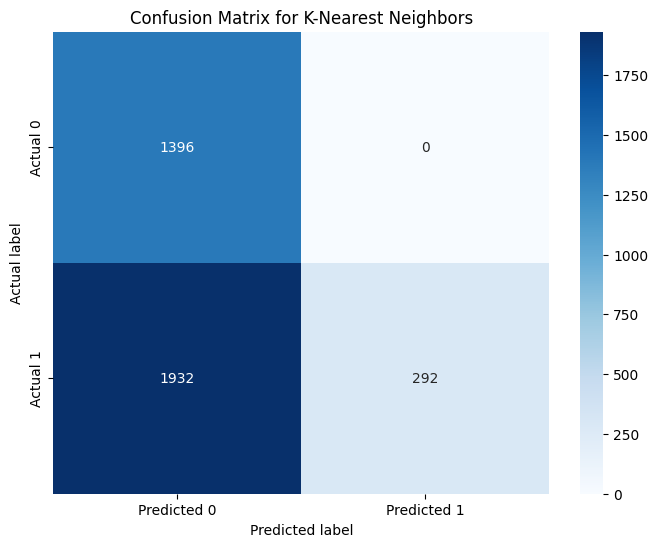 Confusion Matrix for K-Nearest Neighbors
Actual label
Actual 0
1396
0
Actual 1
1932
292
Predicted 0
Predicted 1
Predicted label
1750
1500
1250
1000
750
500
250
0